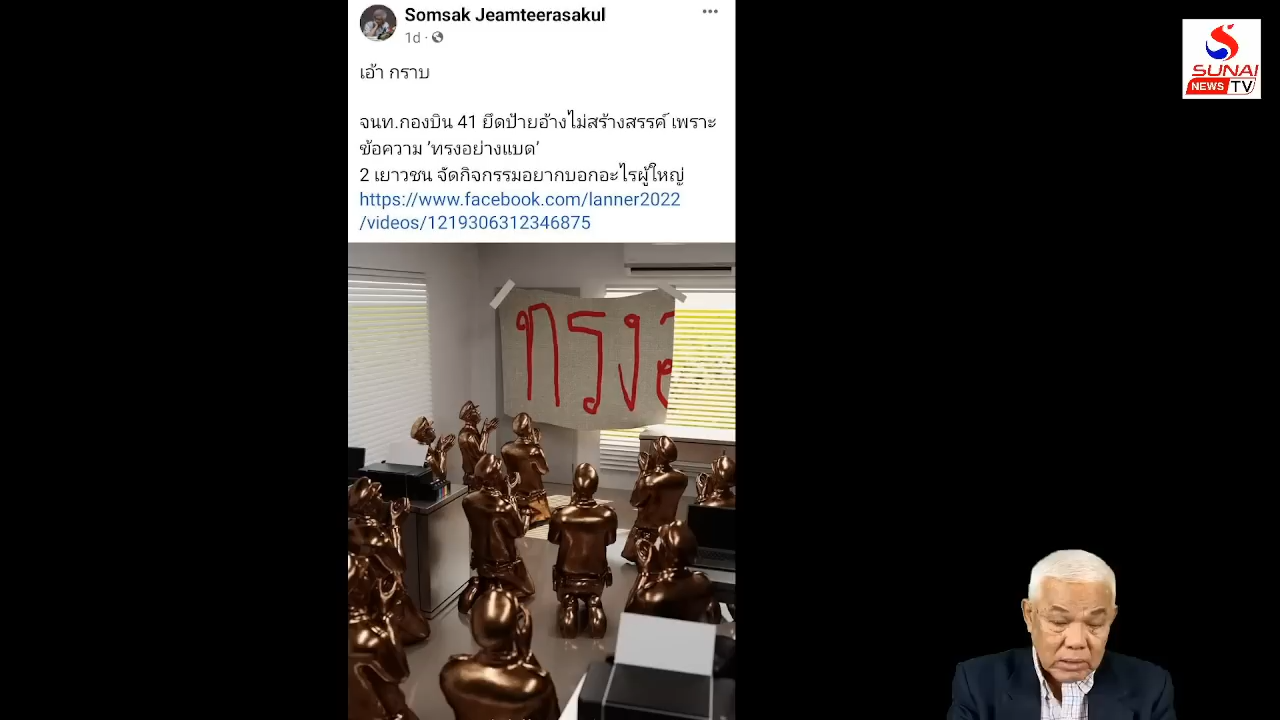 Somsak Jeamteerasakul
1d ·
เอ้า กราบ
จนท.กองบิน 41 ยึดป้ายอ้างไม่สร้างสรรค์ เพราะ
ข้อความ 'ทรงอย่างแบด'
2 เยาวชน จัดกิจกรรมอยากบอกอะไรผู้ใหญ่
https://www.facebook.com/lanner2022
/videos/1219306312346875
ทรงอ
SUNAI
NEWS TV